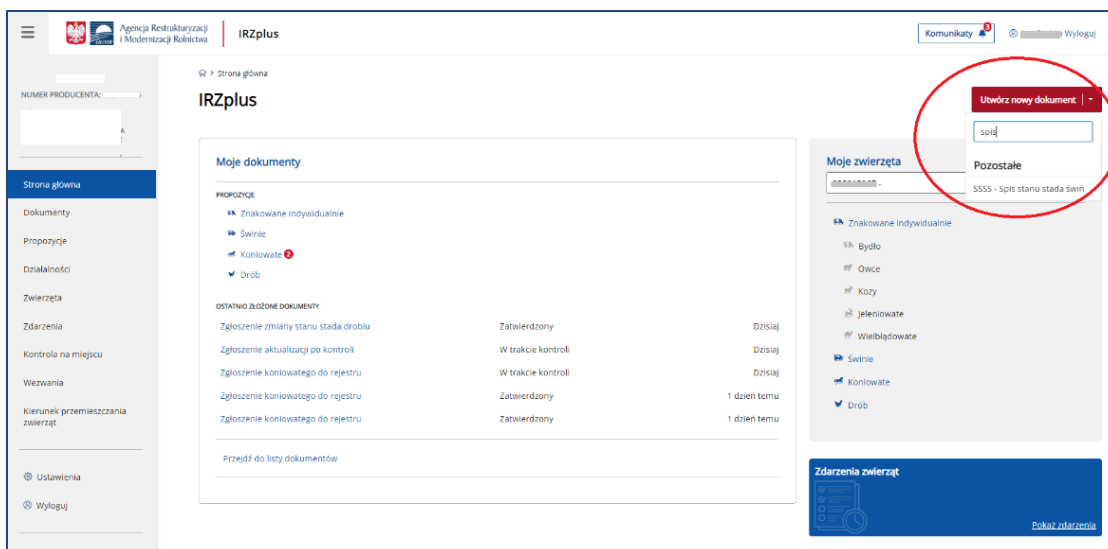 Agencja Restrukturyzacji
i Modernizacji Rolnictwa
IRZplus
Komunikaty 3
Wyloguj
Strona główna
NUMER PRODUCENTA:
IRZplus
Utwórz nowy dokument
spis
Pozostałe
SSSS - Spis stanu stada świń
Strona główna
Dokumenty
Propozycje
Działalności
Zwierzęta
Zdarzenia
Kontrola na miejscu
Wezwania
Kierunek przemieszczania
zwierząt
Ustawienia
Wyloguj
Moje dokumenty
PROPOZYCJE
Znakowane indywidualnie
Świnie
Koniowate 2
Drób
OSTATNIO ZŁOŻONE DOKUMENTY
Zgłoszenie zmiany stanu stada drobiu Zatwierdzony Dzisiaj
Zgłoszenie aktualizacji po kontroli W trakcie kontroli Dzisiaj
Zgłoszenie koniowatego do rejestru W trakcie kontroli Dzisiaj
Zgłoszenie koniowatego do rejestru Zatwierdzony 1 dzień temu
Zgłoszenie koniowatego do rejestru Zatwierdzony 1 dzień temu
Przejdź do listy dokumentów
Moje zwierzęta
Znakowane indywidualnie
Bydło
Owce
Kozy
Jeleniowate
Wielbłądowate
Świnie
Koniowate
Drób
Zdarzenia zwierząt
Pokaż zdarzenia